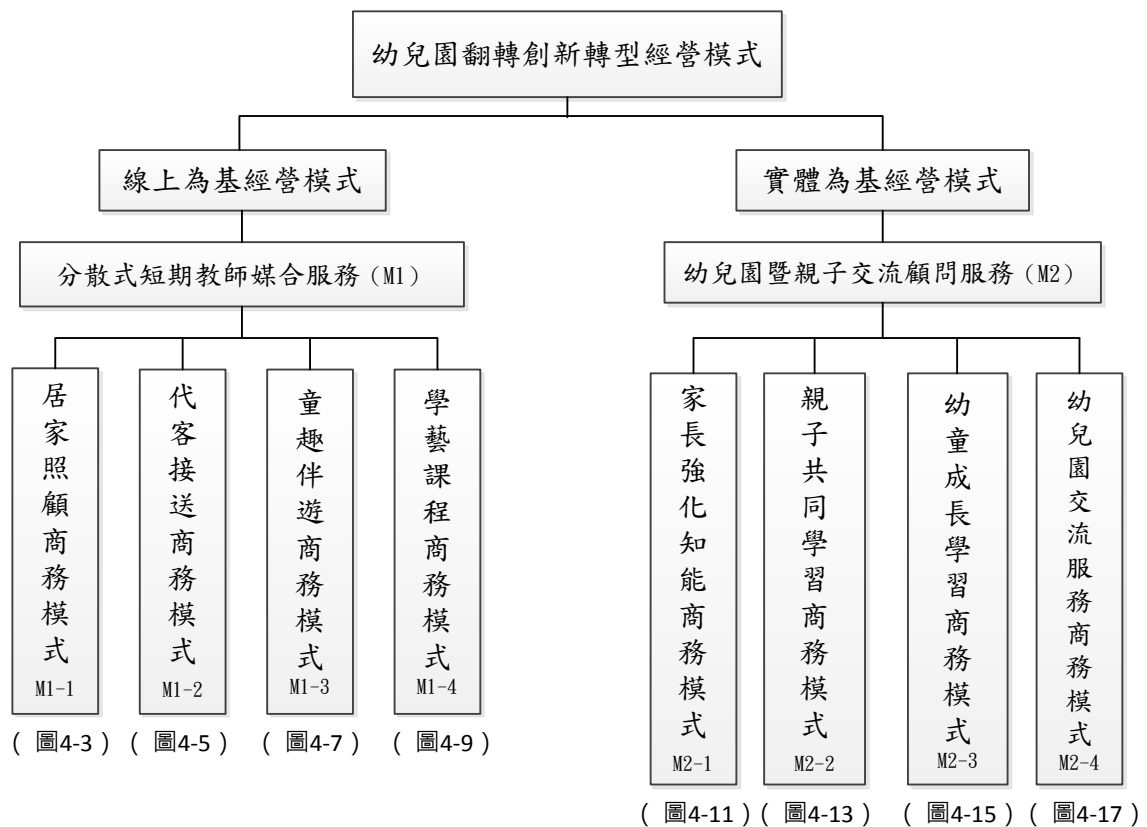 幼兒園翻轉創新轉型經營模式
線上為基經營模式
實體為基經營模式
分散式短期教師媒合服務(M1)
幼兒園暨親子交流顧問服務(M2)
居家照顧商務模式
M1-1
代客接送商務模式
M1-2
童趣伴遊商務模式
M1-3
學藝課程商務模式
M1-4
家長強化知能商務模式
M2-1
親子共同學習商務模式
M2-2
幼童成長學習商務模式
M2-3
幼兒園交流服務商務模式
M2-4
(圖4-3)
(圖4-5)
(圖4-7)
(圖4-9)
(圖4-11)
(圖4-13)
(圖4-15)
(圖4-17)